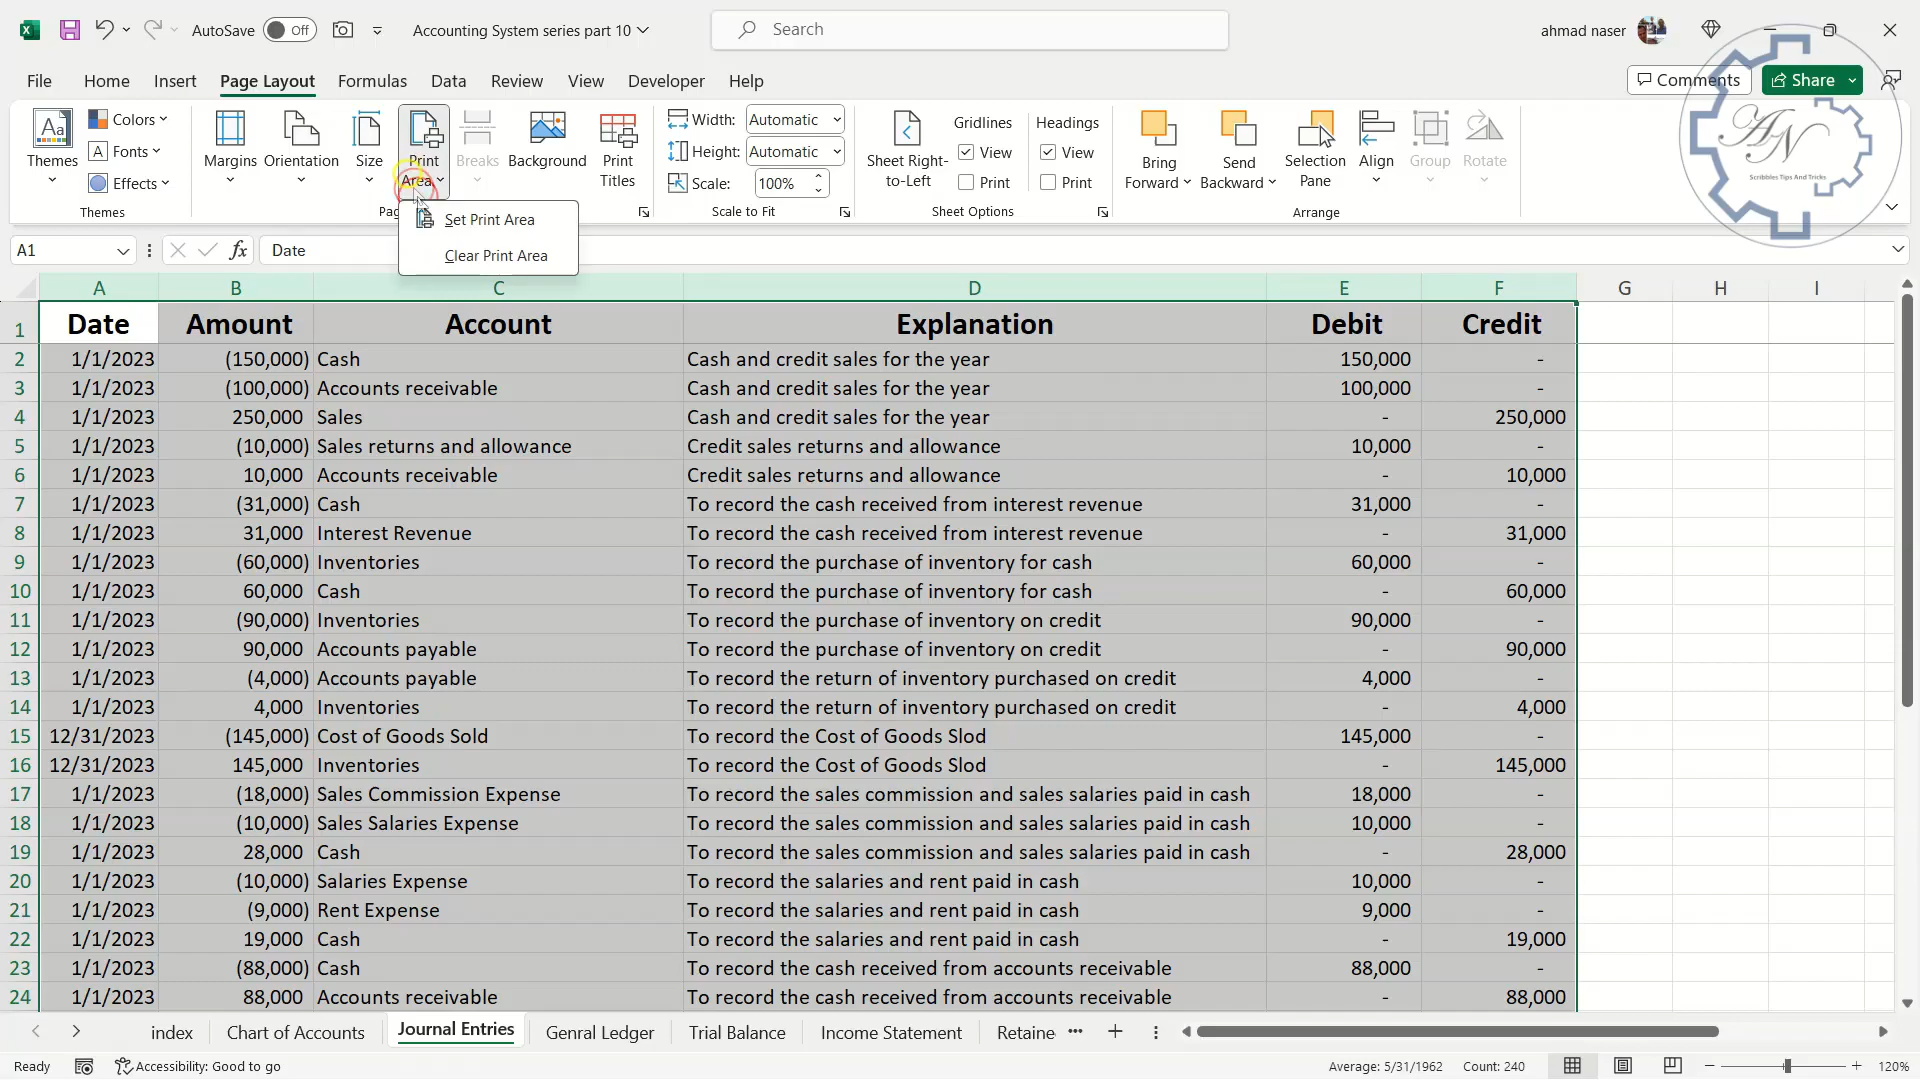 AutoSave Off Accounting System series part 10 Search ahmad naser
File Home Insert Page Layout Formulas Data Review View Developer Help Comments Share
Themes Colors Fonts Effects Themes
Margins Orientation Size Print Area Breaks Background Print Titles
Width: Automatic Height: Automatic Scale: 100% Scale to Fit
Sheet Right-to-Left Gridlines View Print Headings View Print Sheet Options
Bring Forward Send Backward Selection Pane Align Group Rotate Arrange
AN
Scribbles Tips And Tricks
Set Print Area
Clear Print Area
A1 fx Date
A B C D E F G H I
1 Date Amount Account Explanation Debit Credit
2 1/1/2023 (150,000) Cash Cash and credit sales for the year 150,000 -
3 1/1/2023 (100,000) Accounts receivable Cash and credit sales for the year 100,000 -
4 1/1/2023 250,000 Sales Cash and credit sales for the year - 250,000
5 1/1/2023 (10,000) Sales returns and allowance Credit sales returns and allowance 10,000 -
6 1/1/2023 10,000 Accounts receivable Credit sales returns and allowance - 10,000
7 1/1/2023 (31,000) Cash To record the cash received from interest revenue 31,000 -
8 1/1/2023 31,000 Interest Revenue To record the cash received from interest revenue - 31,000
9 1/1/2023 (60,000) Inventories To record the purchase of inventory for cash 60,000 -
10 1/1/2023 60,000 Cash To record the purchase of inventory for cash - 60,000
11 1/1/2023 (90,000) Inventories To record the purchase of inventory on credit 90,000 -
12 1/1/2023 90,000 Accounts payable To record the purchase of inventory on credit - 90,000
13 1/1/2023 (4,000) Accounts payable To record the return of inventory purchased on credit 4,000 -
14 1/1/2023 4,000 Inventories To record the return of inventory purchased on credit - 4,000
15 12/31/2023 (145,000) Cost of Goods Sold To record the Cost of Goods Slod 145,000 -
16 12/31/2023 145,000 Inventories To record the Cost of Goods Slod - 145,000
17 1/1/2023 (18,000) Sales Commission Expense To record the sales commission and sales salaries paid in cash 18,000 -
18 1/1/2023 (10,000) Sales Salaries Expense To record the sales commission and sales salaries paid in cash 10,000 -
19 1/1/2023 28,000 Cash To record the sales commission and sales salaries paid in cash - 28,000
20 1/1/2023 (10,000) Salaries Expense To record the salaries and rent paid in cash 10,000 -
21 1/1/2023 (9,000) Rent Expense To record the salaries and rent paid in cash 9,000 -
22 1/1/2023 19,000 Cash To record the salaries and rent paid in cash - 19,000
23 1/1/2023 (88,000) Cash To record the cash received from accounts receivable 88,000 -
24 1/1/2023 88,000 Accounts receivable To record the cash received from accounts receivable - 88,000
index Chart of Accounts Journal Entries Genral Ledger Trial Balance Income Statement Retaine ...
Ready Accessibility: Good to go Average: 5/31/1962 Count: 240 120%